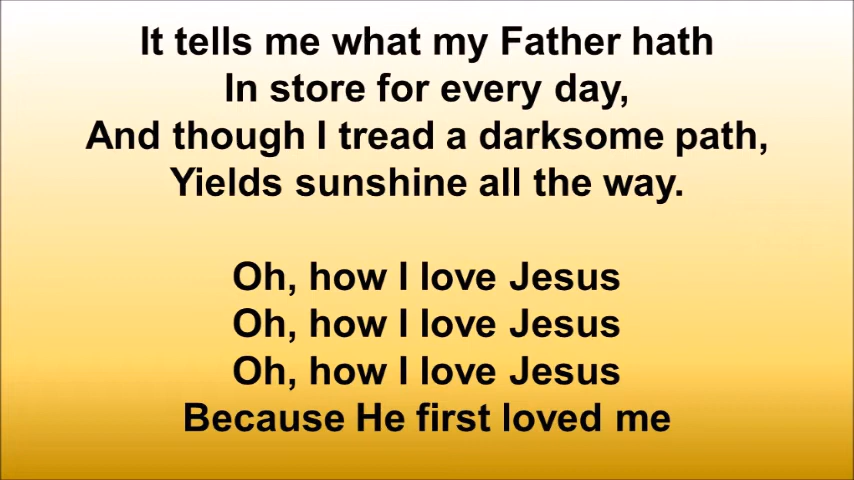 It tells me what my Father hath
In store for every day,
And though I tread a darksome path,
Yields sunshine all the way.
Oh, how I love Jesus
Oh, how I love Jesus
Oh, how I love Jesus
Because He first loved me